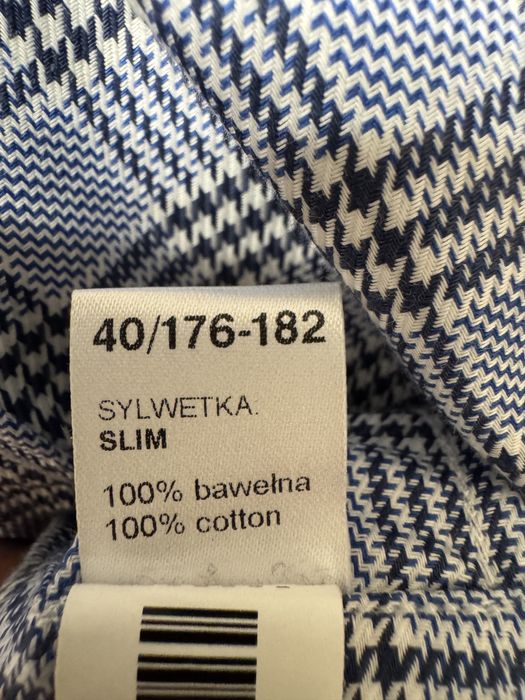 40/176-182
SYLWETKA:
SLIM
100% bawełna
100% cotton